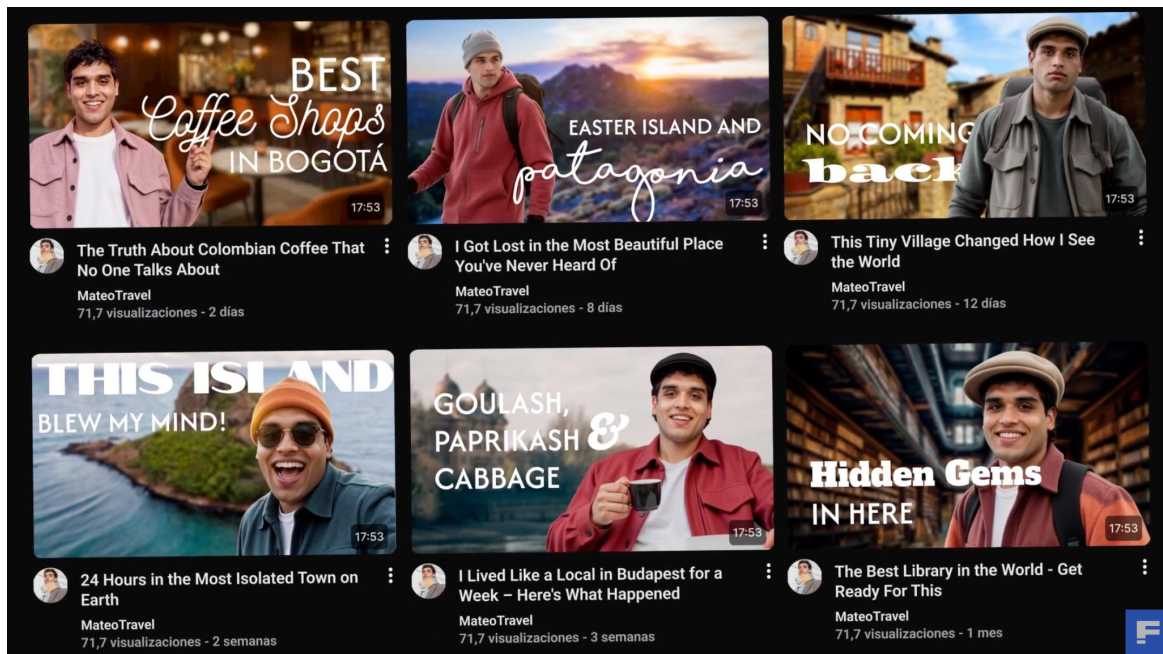 BEST
Coffee Shops
IN BOGOTÁ
17:53
The Truth About Colombian Coffee That
No One Talks About
MateoTravel
71,7 visualizaciones - 2 días
EASTER ISLAND AND
patagonia
17:53
I Got Lost in the Most Beautiful Place
You've Never Heard Of
MateoTravel
71,7 visualizaciones - 8 días
NO COMING
back
17:53
This Tiny Village Changed How I See
the World
MateoTravel
71,7 visualizaciones - 12 días
THIS ISLAND
BLEW MY MIND!
17:53
24 Hours in the Most Isolated Town on
Earth
MateoTravel
71,7 visualizaciones - 2 semanas
GOULASH,
PAPRIKASH &
CABBAGE
17:53
I Lived Like a Local in Budapest for a
Week – Here's What Happened
MateoTravel
71,7 visualizaciones - 3 semanas
Hidden Gems
IN HERE
17:53
The Best Library in the World - Get
Ready For This
MateoTravel
71,7 visualizaciones - 1 mes
F